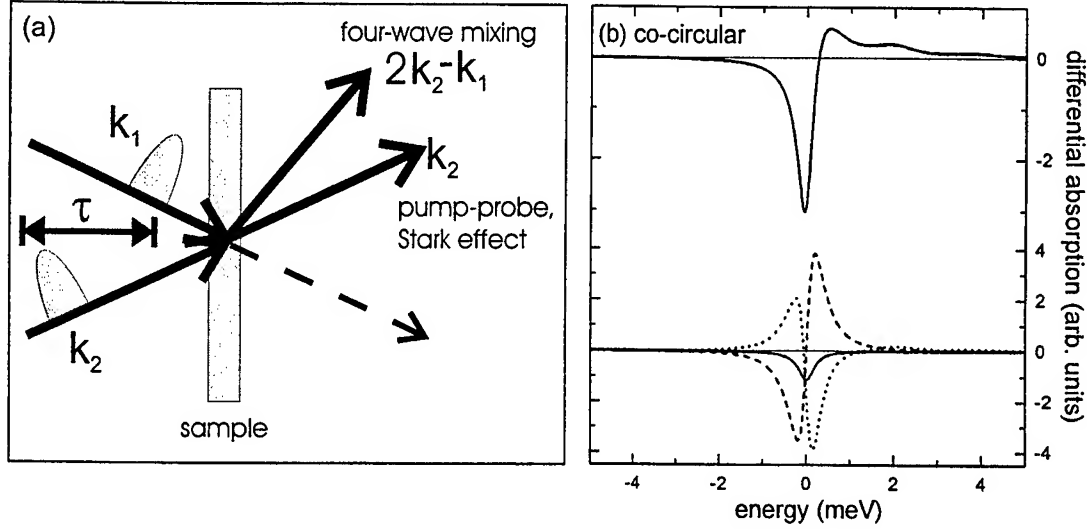 (a)
four-wave mixing
2k₂-k₁
k₁
k₂
τ
pump-probe,
Stark effect
k₂
sample
(b) co-circular
0
-2
4
2
0
-2
-4
differential absorption (arb. units)
-4 -2 0 2 4
energy (meV)